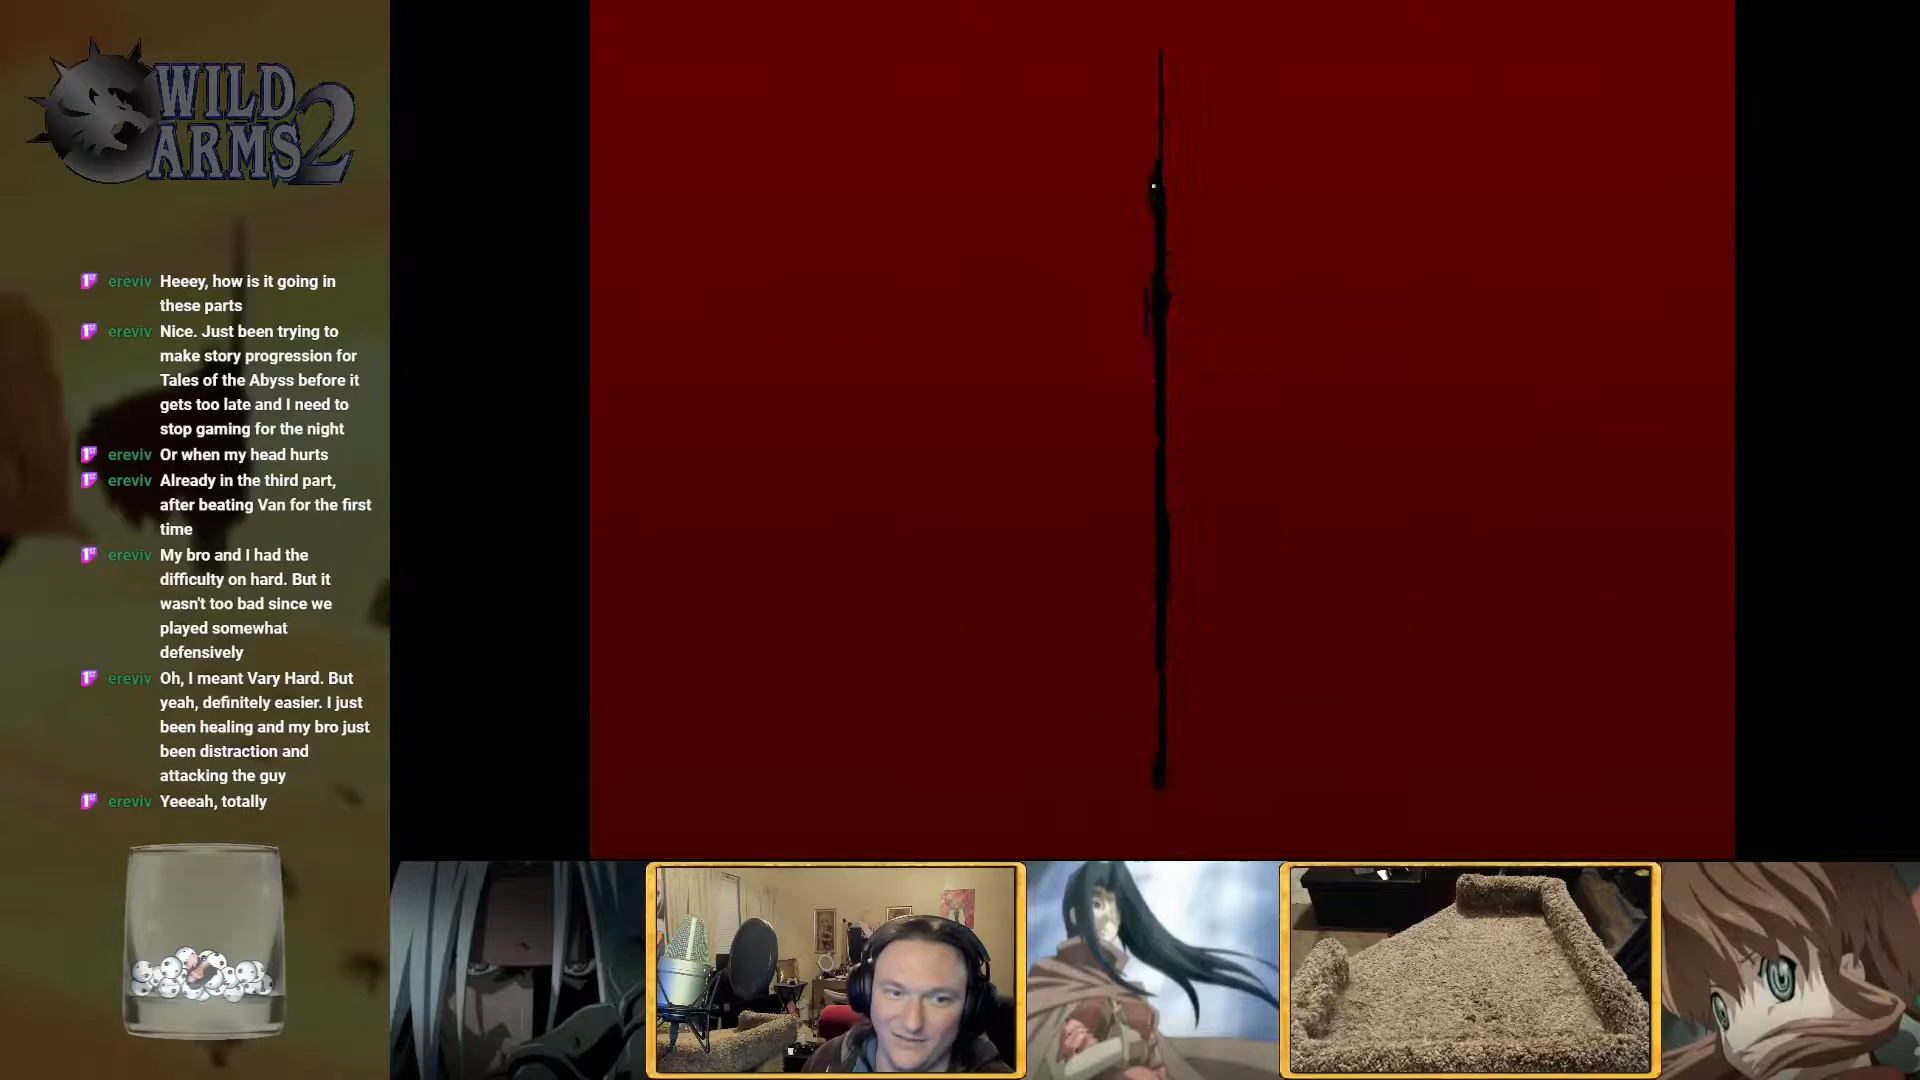 WILD
ARMS 2
ereviv Heeey, how is it going in
these parts
ereviv Nice. Just been trying to
make story progression for
Tales of the Abyss before it
gets too late and I need to
stop gaming for the night
ereviv Or when my head hurts
ereviv Already in the third part,
after beating Van for the first
time
ereviv My bro and I had the
difficulty on hard. But it
wasn't too bad since we
played somewhat
defensively
ereviv Oh, I meant Vary Hard. But
yeah, definitely easier. I just
been healing and my bro just
been distraction and
attacking the guy
ereviv Yeeeah, totally